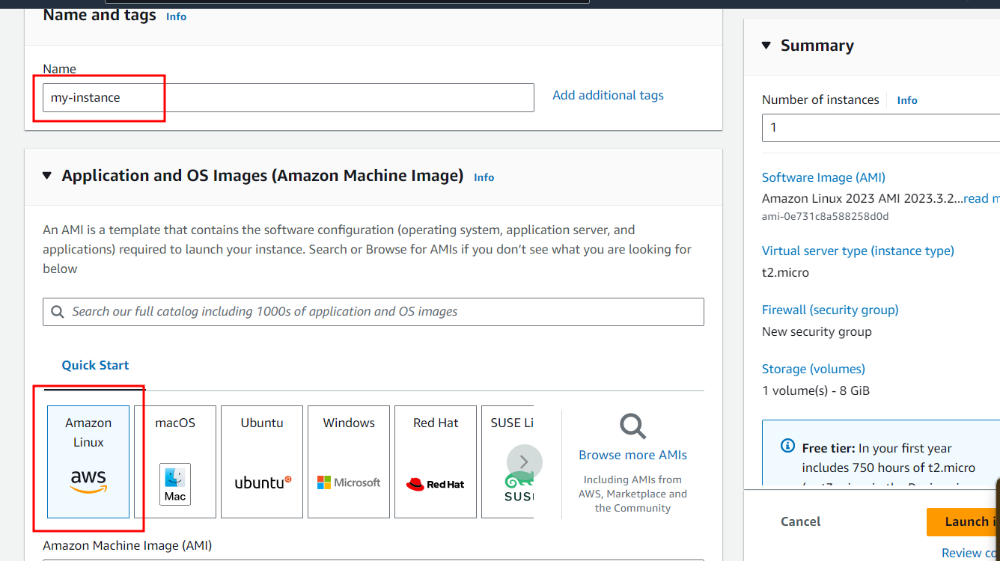 Name and tags Info
Name
my-instance
Add additional tags
Application and OS Images (Amazon Machine Image) Info
An AMI is a template that contains the software configuration (operating system, application server, and
applications) required to launch your instance. Search or Browse for AMIs if you don’t see what you are looking for
below
Search our full catalog including 1000s of application and OS images
Quick Start
Amazon
Linux
aws
macOS
Mac
Ubuntu
ubuntu
Windows
Microsoft
Red Hat
Red Hat
SUSE Li
SUSE
Browse more AMIs
Including AMIs from
AWS, Marketplace and
the Community
Amazon Machine Image (AMI)
Summary
Number of instances Info
1
Software Image (AMI)
Amazon Linux 2023 AMI 2023.3.2...read m
ami-0e731c8a588258d0d
Virtual server type (instance type)
t2.micro
Firewall (security group)
New security group
Storage (volumes)
1 volume(s) - 8 GiB
Free tier: In your first year
includes 750 hours of t2.micro
Cancel
Launch i
Review co